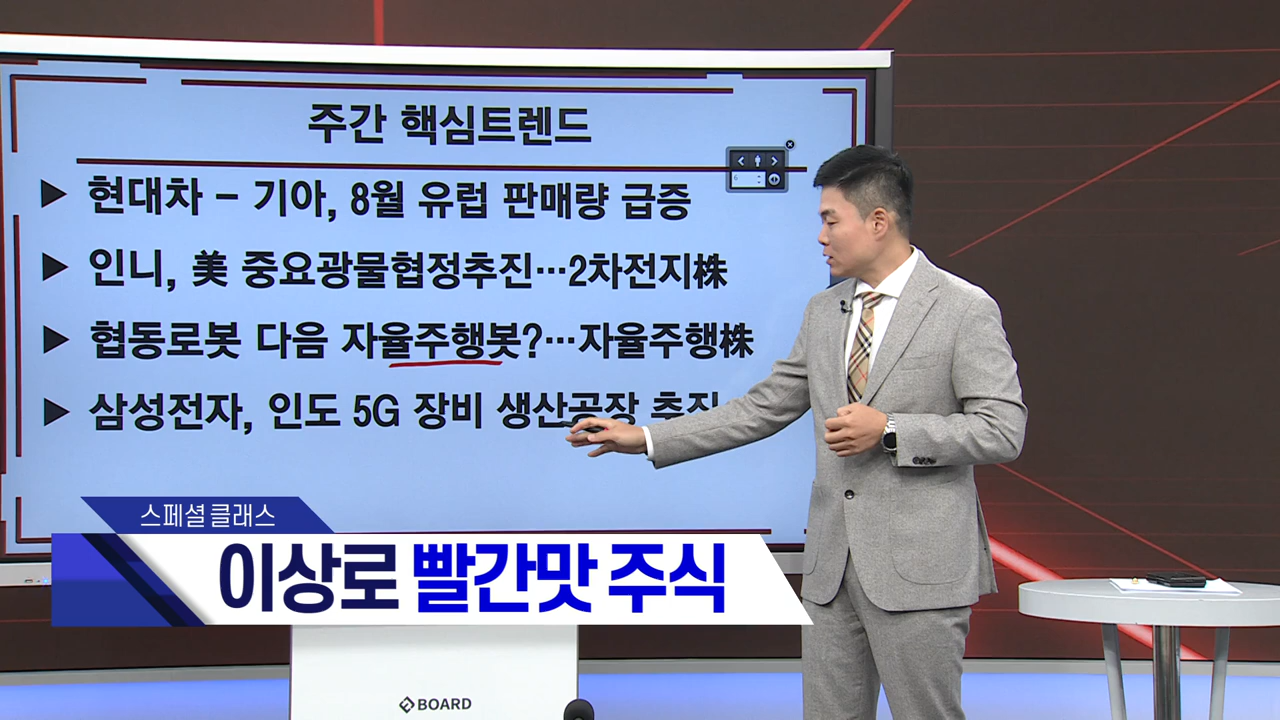 주간 핵심트렌드
▶ 현대차 - 기아, 8월 유럽 판매량 급증
▶ 인니, 美 중요광물협정추진…2차전지株
▶ 협동로봇 다음 자율주행봇?…자율주행株
▶ 삼성전자, 인도 5G 장비 생산공장 추진
스페셜 클래스
이상로 빨간맛 주식
BOARD